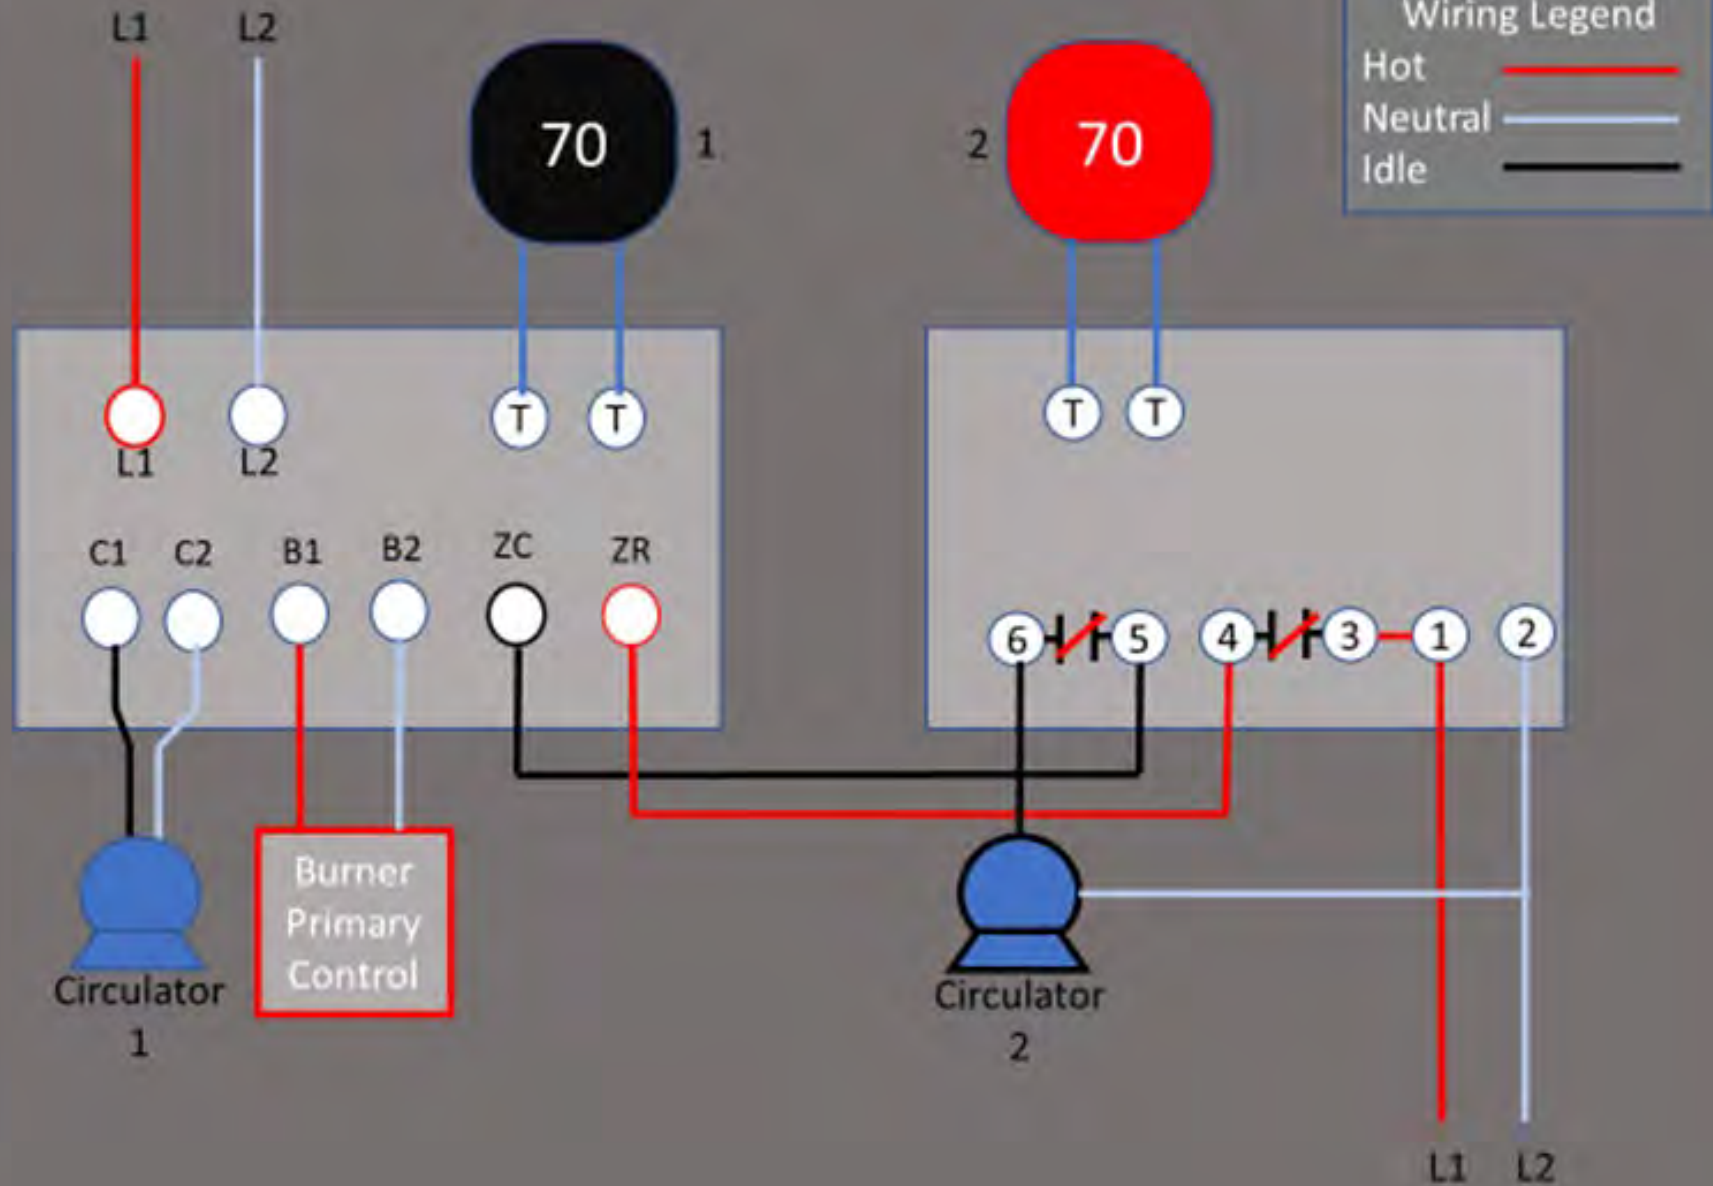 L1 L2
Wiring Legend
Hot
Neutral
Idle
70 1
2 70
T T
L1 L2
T T
C1 C2 B1 B2 ZC ZR
6 5 4 3 1 2
Burner
Primary
Control
Circulator
1
Circulator
2
L1 L2